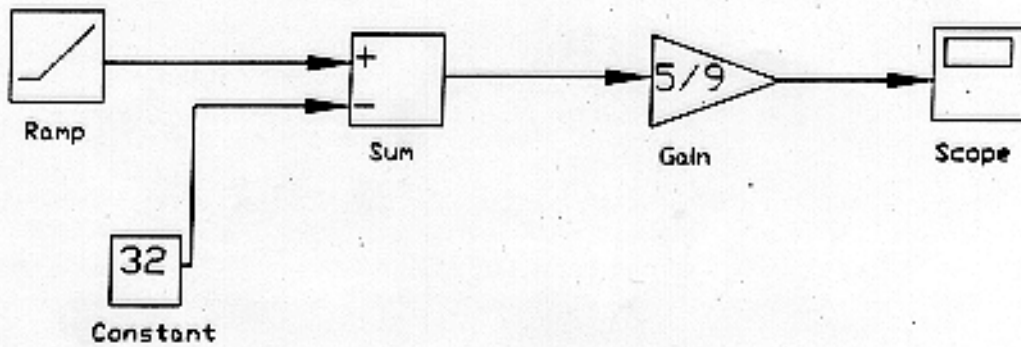 +
−
5/9
Ramp
Sum
Gain
Scope
32
Constant